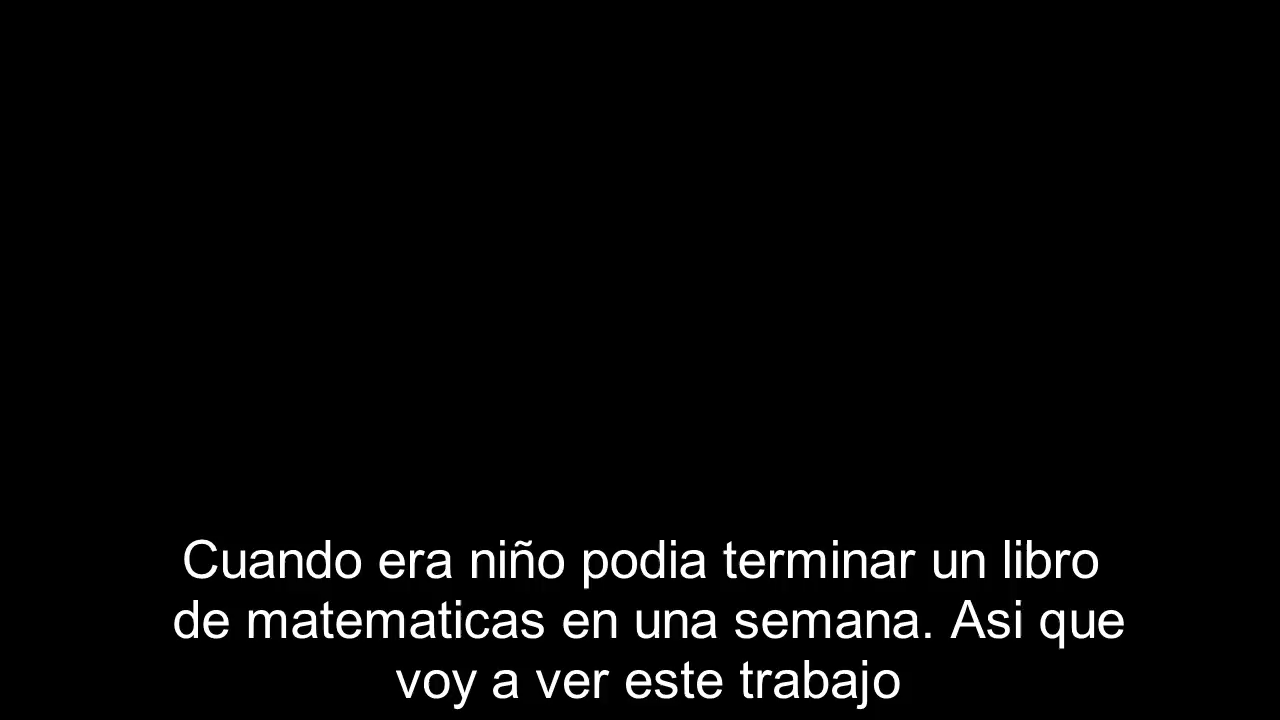 Cuando era niño podia terminar un libro
de matematicas en una semana. Asi que
voy a ver este trabajo